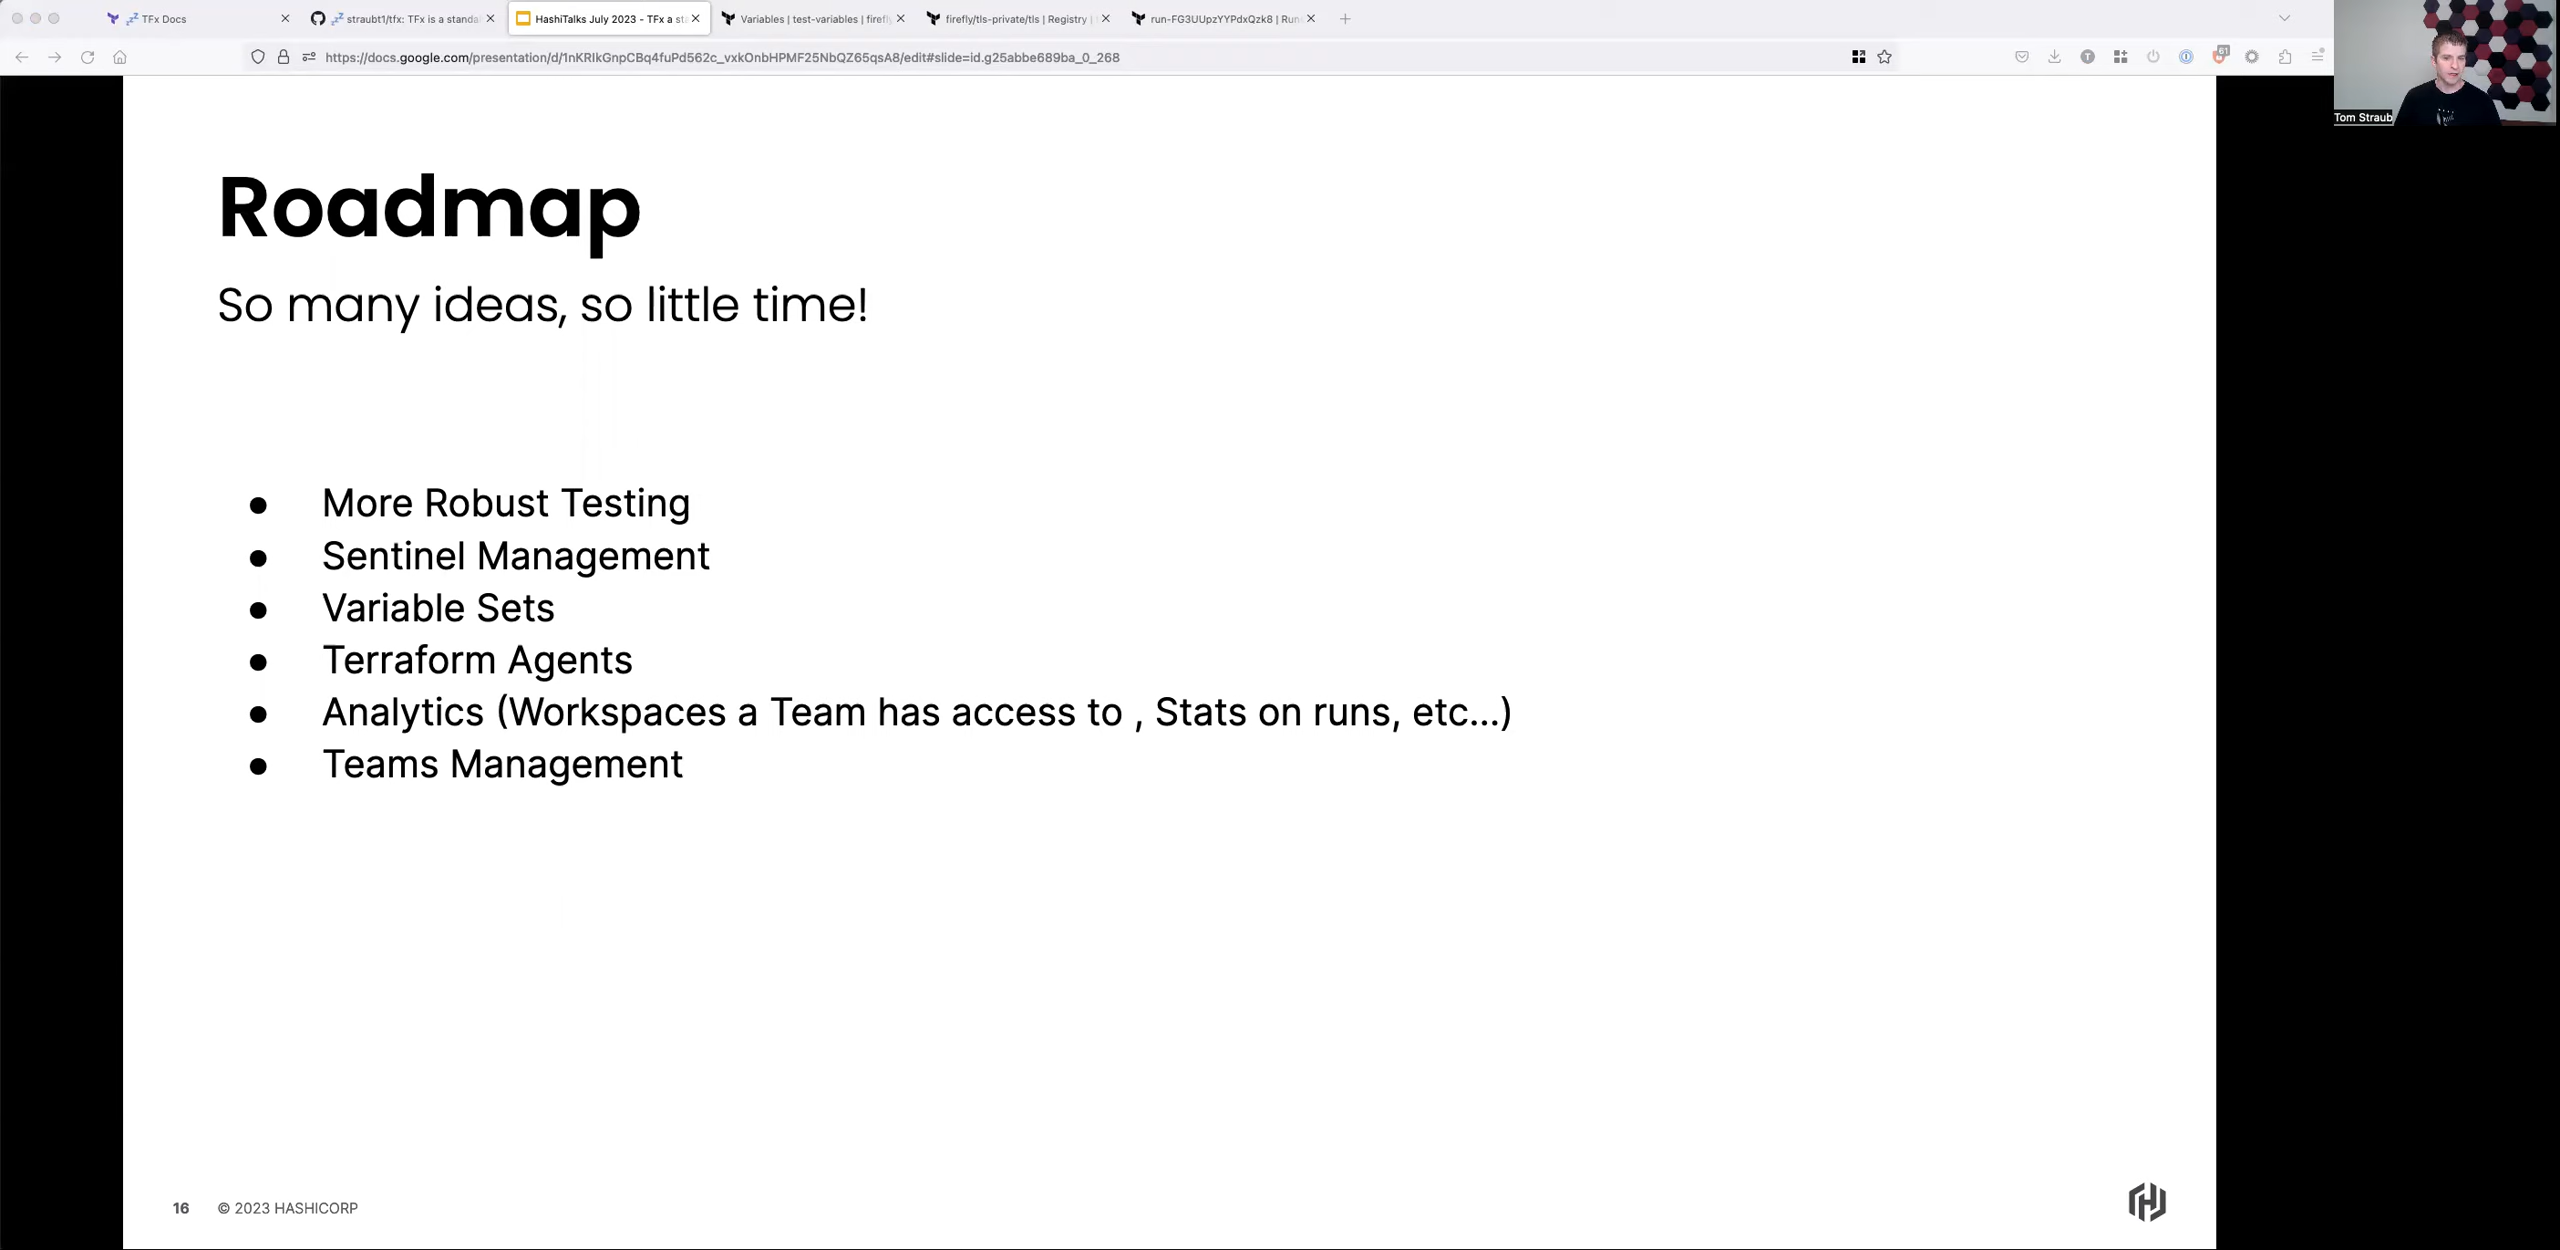 TFx Docs
straubt1/tfx: TFx is a standal
HashiTalks July 2023 - TFx a st
Variables | test-variables | firefl
firefly/tls-private/tls | Registry |
run-FG3UUpzYYPdxQzk8 | Run
https://docs.google.com/presentation/d/1nKRIkGnpCBq4fuPd562c_vxkOnbHPMF25NbQZ65qsA8/edit#slide=id.g25abbe689ba_0_268
61
Tom Straub
Roadmap
So many ideas, so little time!
● More Robust Testing
● Sentinel Management
● Variable Sets
● Terraform Agents
● Analytics (Workspaces a Team has access to , Stats on runs, etc...)
● Teams Management
16 © 2023 HASHICORP